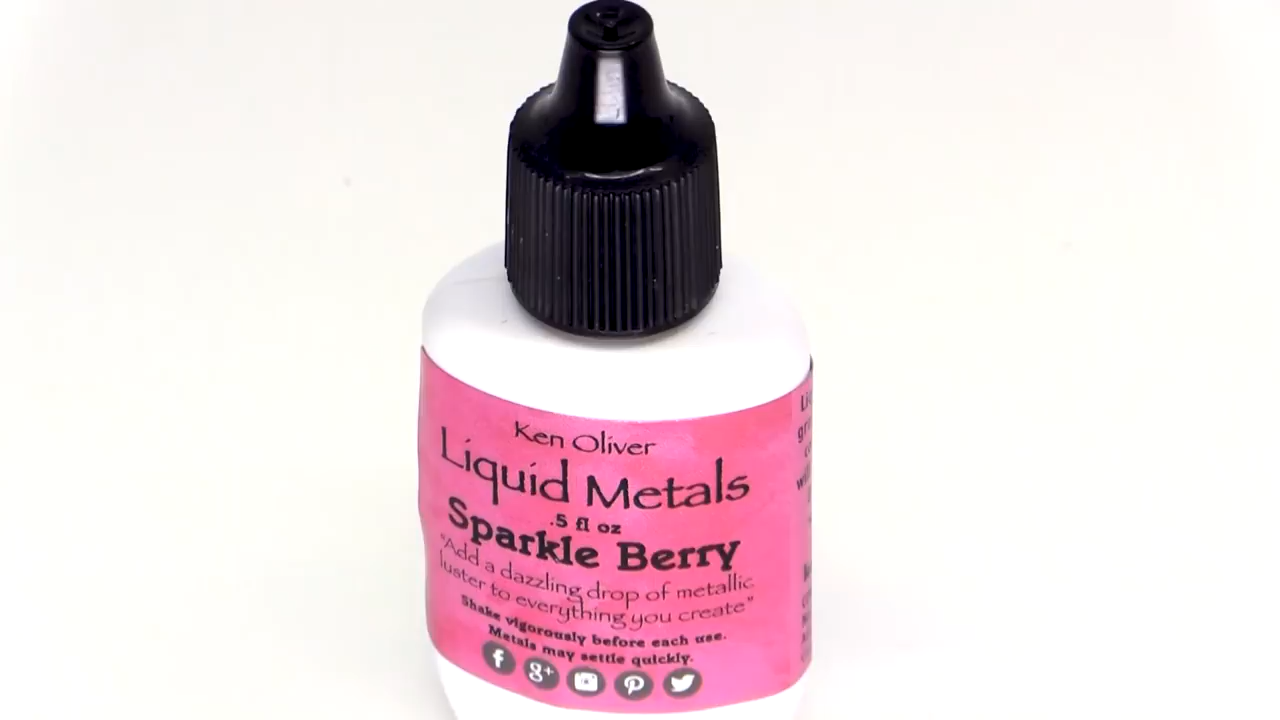 Ken Oliver
Liquid Metals
.5 fl oz
Sparkle Berry
"Add a dazzling drop of metallic
luster to everything you create"
Shake vigorously before each use.
Metals may settle quickly.
f g+